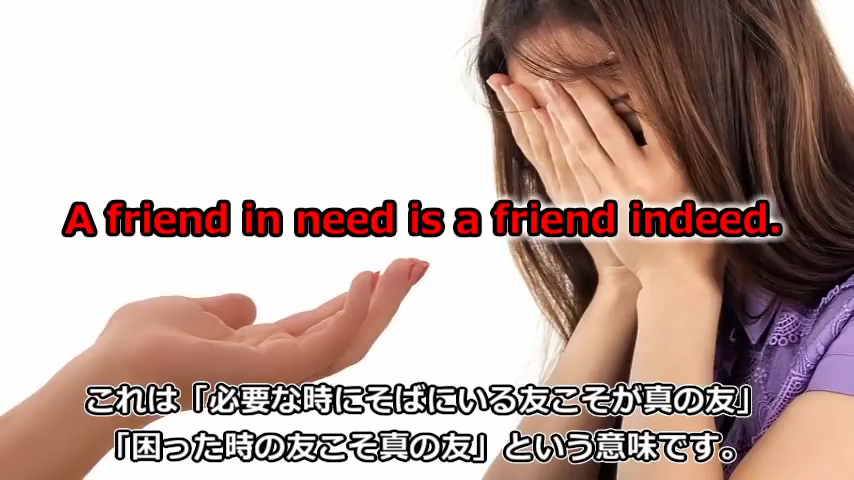 A friend in need is a friend indeed.
これは「必要な時にそばにいる友こそが真の友」
「困った時の友こそ真の友」という意味です。